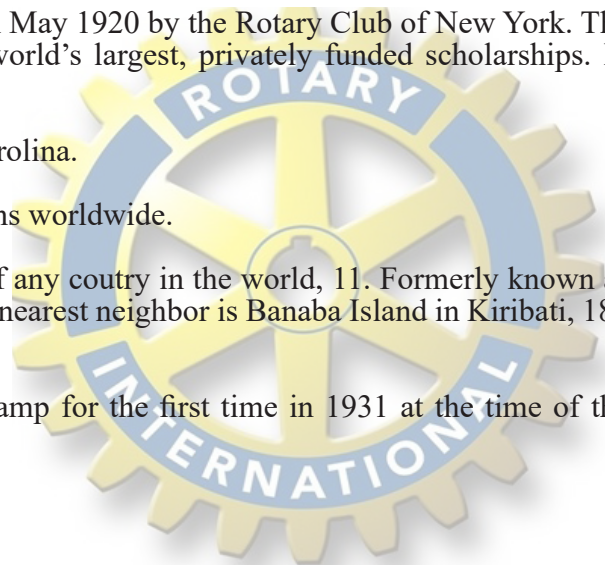 May 1920 by the Rotary Club of New York. Th
world’s largest, privately funded scholarships.
ROTARY
rolina.
ns worldwide.
f any coutry in the world, 11. Formerly known
nearest neighbor is Banaba Island in Kiribati, 18
amp for the first time in 1931 at the time of th
INTERNATIONAL